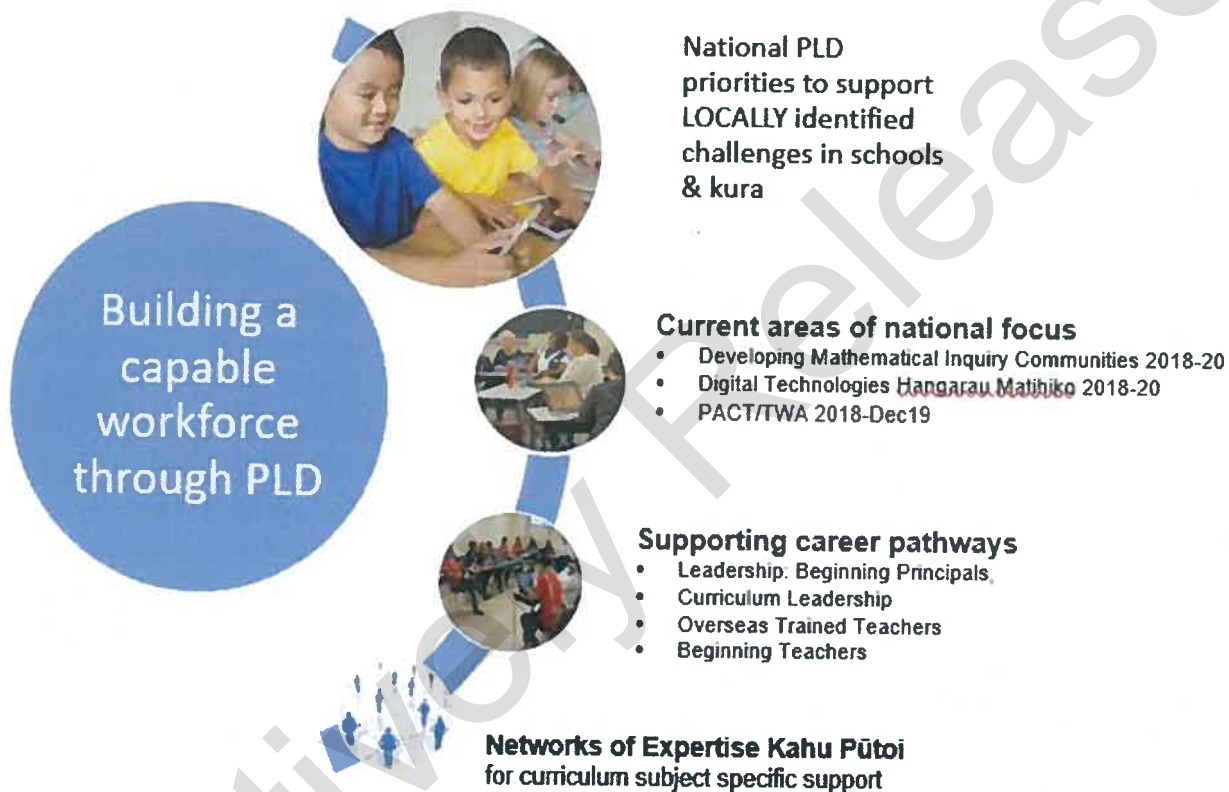 National PLD
priorities to support
LOCALLY identified
challenges in schools
& kura
Building a
capable
workforce
through PLD
Current areas of national focus
• Developing Mathematical Inquiry Communities 2018-20
• Digital Technologies Hangarau Matihiko 2018-20
• PACT/TWA 2018-Dec19
Supporting career pathways
• Leadership: Beginning Principals
• Curriculum Leadership
• Overseas Trained Teachers
• Beginning Teachers
Networks of Expertise Kahu Pūtoi
for curriculum subject specific support